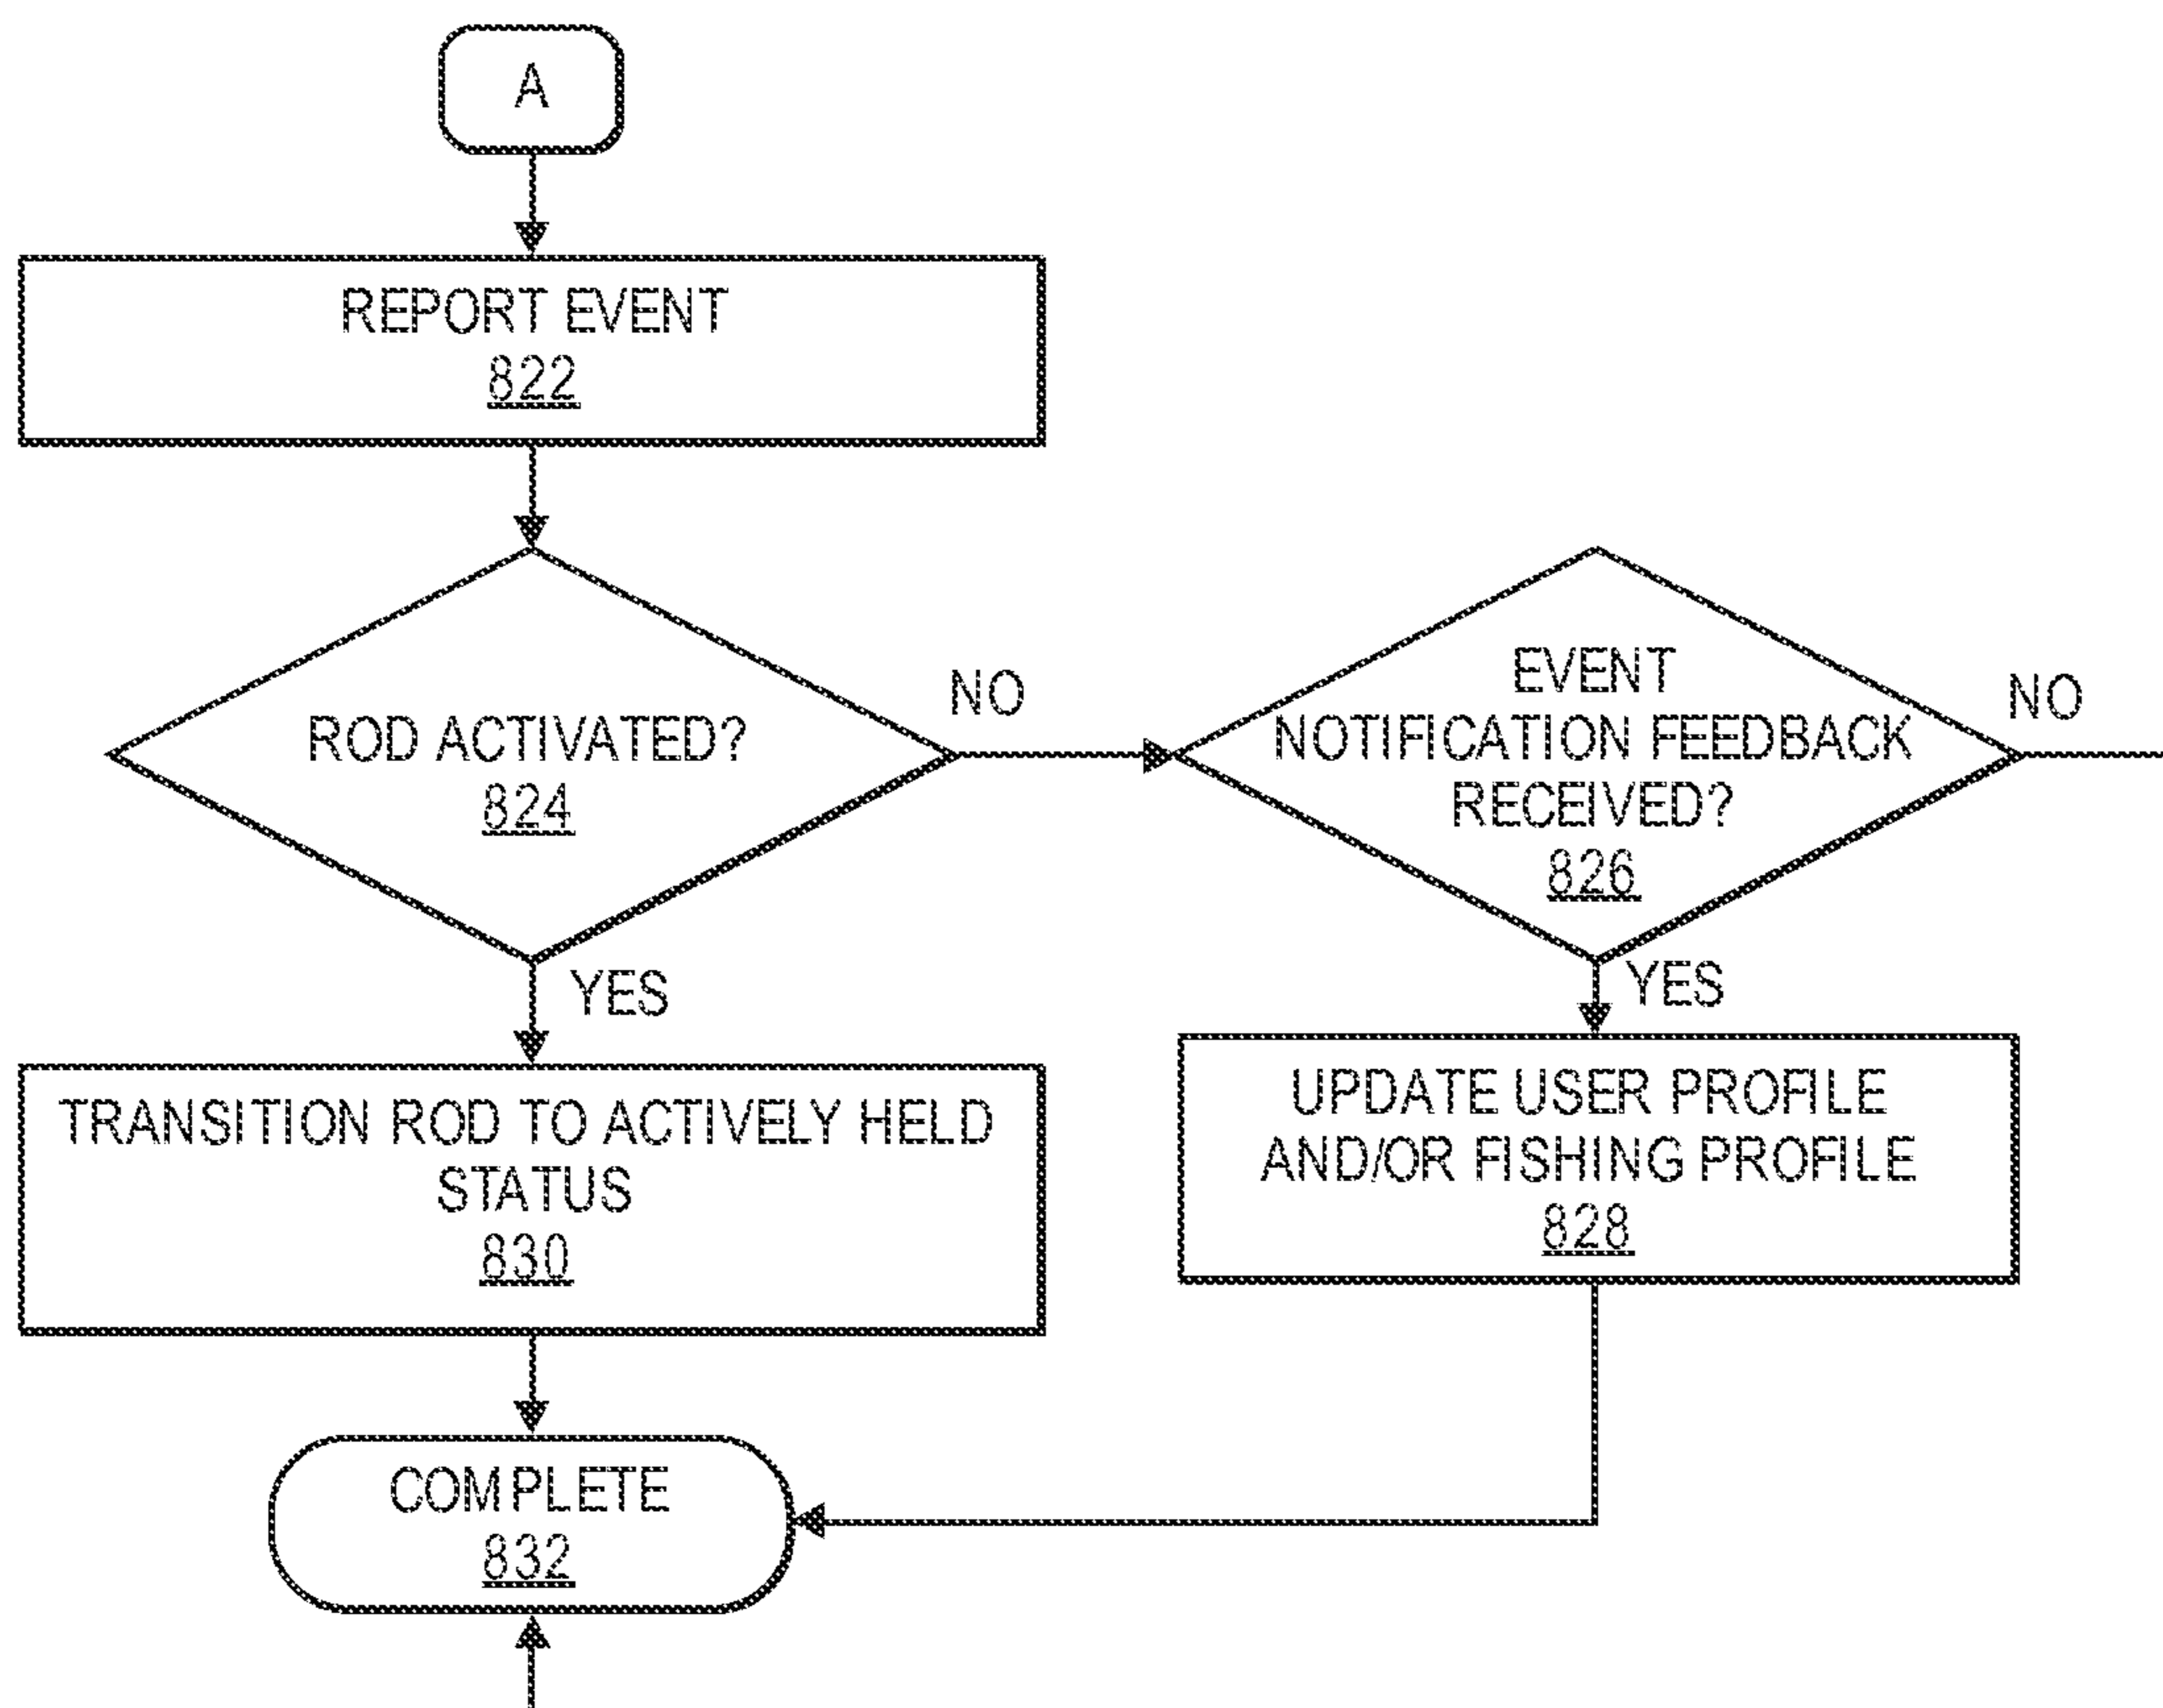 A
REPORT EVENT
822
ROD ACTIVATED?
824
NO
EVENT
NOTIFICATION FEEDBACK
RECEIVED?
826
NO
YES
YES
TRANSITION ROD TO ACTIVELY HELD
STATUS
830
UPDATE USER PROFILE
AND/OR FISHING PROFILE
828
COMPLETE
832